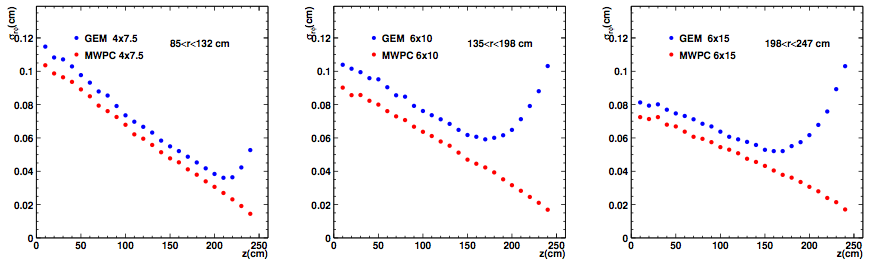 σrφ(cm)
GEM 4x7.5
MWPC 4x7.5
85<r<132 cm
0.12
0.1
0.08
0.06
0.04
0.02
0
0 50 100 150 200 250
z(cm)
σrφ(cm)
GEM 6x10
MWPC 6x10
135<r<198 cm
0.12
0.1
0.08
0.06
0.04
0.02
0
0 50 100 150 200 250
z(cm)
σrφ(cm)
GEM 6x15
MWPC 6x15
198<r<247 cm
0.12
0.1
0.08
0.06
0.04
0.02
0
0 50 100 150 200 250
z(cm)